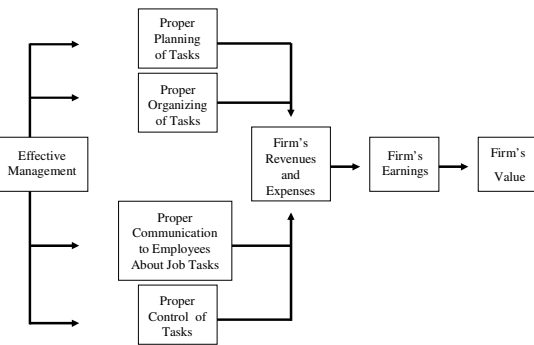 Proper
Planning
of Tasks
Proper
Organizing
of Tasks
Effective
Management
Firm's
Revenues
and
Expenses
Firm's
Earnings
Firm's
Value
Proper
Communication
to Employees
About Job Tasks
Proper
Control of
Tasks